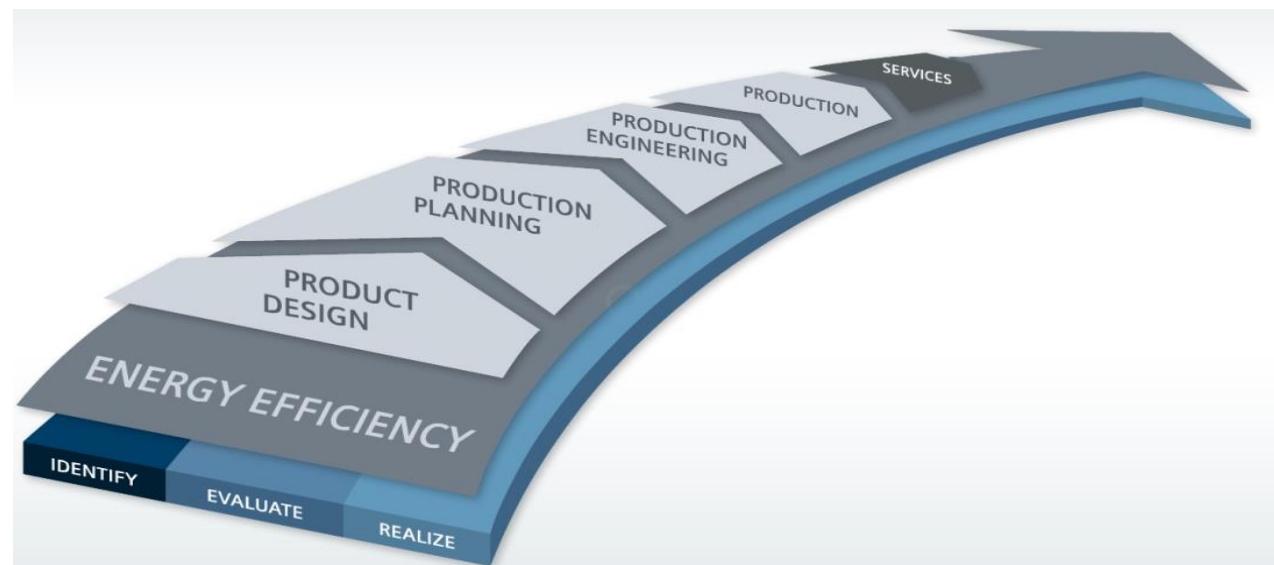 SERVICES
PRODUCTION
PRODUCTION
ENGINEERING
PRODUCTION
PLANNING
PRODUCT
DESIGN
ENERGY EFFICIENCY
IDENTIFY
EVALUATE
REALIZE